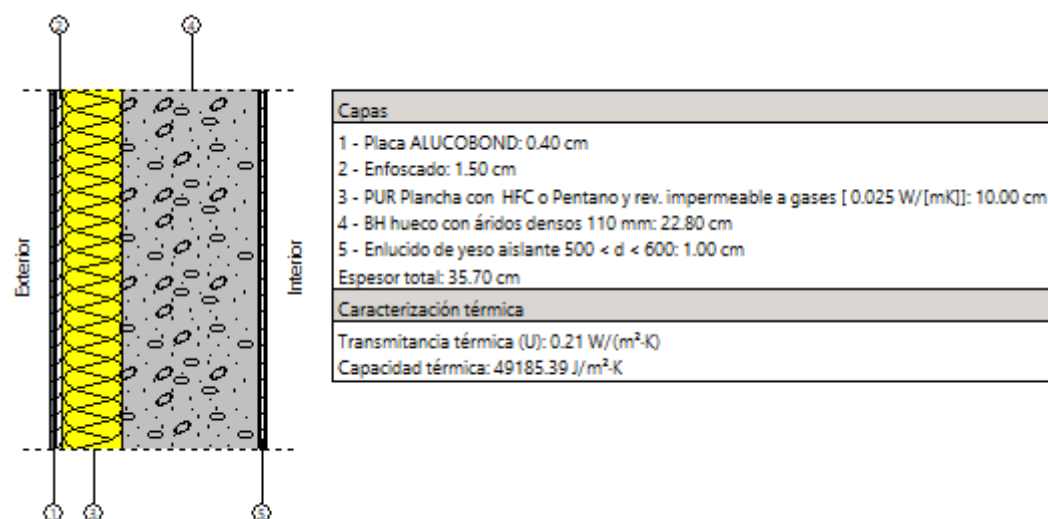 2
4
Exterior
Interior
1
3
5
Capas
1 - Placa ALUCOBOND: 0.40 cm
2 - Enfoscado: 1.50 cm
3 - PUR Plancha con HFC o Pentano y rev. impermeable a gases [ 0.025 W/[mK]]: 10.00 cm
4 - BH hueco con áridos densos 110 mm: 22.80 cm
5 - Enlucido de yeso aislante 500 < d < 600: 1.00 cm
Espesor total: 35.70 cm
Caracterización térmica
Transmitancia térmica (U): 0.21 W/(m²·K)
Capacidad térmica: 49185.39 J/m²·K